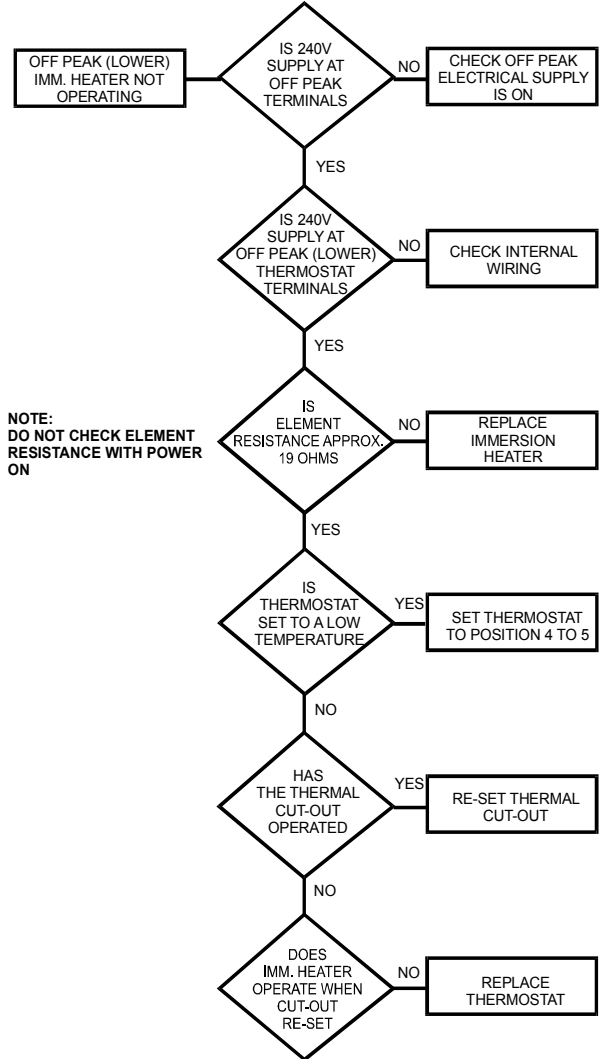 OFF PEAK (LOWER)
IMM. HEATER NOT
OPERATING
IS 240V
SUPPLY AT
OFF PEAK
TERMINALS
NO
CHECK OFF PEAK
ELECTRICAL SUPPLY
IS ON
YES
IS 240V
SUPPLY AT
OFF PEAK (LOWER)
THERMOSTAT
TERMINALS
NO
CHECK INTERNAL
WIRING
YES
NOTE:
DO NOT CHECK ELEMENT
RESISTANCE WITH POWER
ON
IS
ELEMENT
RESISTANCE APPROX.
19 OHMS
NO
REPLACE
IMMERSION
HEATER
YES
IS
THERMOSTAT
SET TO A LOW
TEMPERATURE
YES
SET THERMOSTAT
TO POSITION 4 TO 5
NO
HAS
THE THERMAL
CUT-OUT
OPERATED
YES
RE-SET THERMAL
CUT-OUT
NO
DOES
IMM. HEATER
OPERATE WHEN
CUT-OUT
RE-SET
NO
REPLACE
THERMOSTAT